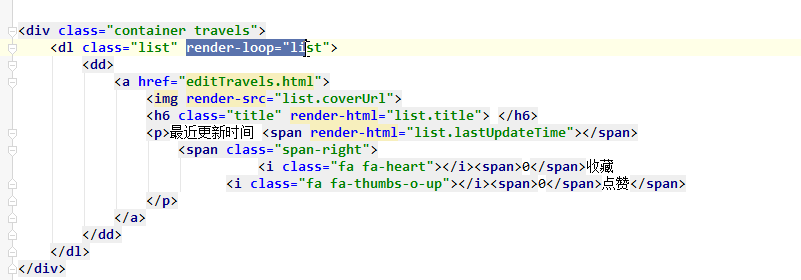 <div class="container travels">
<dl class="list" render-loop="list">
<dd>
<a href="editTravels.html">
<img render-src="list.coverUrl">
<h6 class="title" render-html="list.title"> </h6>
<p>最近更新时间 <span render-html="list.lastUpdateTime"></span>
<span class="span-right">
<i class="fa fa-heart"></i><span>0</span>收藏
<i class="fa fa-thumbs-o-up"></i><span>0</span>点赞</span>
</p>
</a>
</dd>
</dl>
</div>